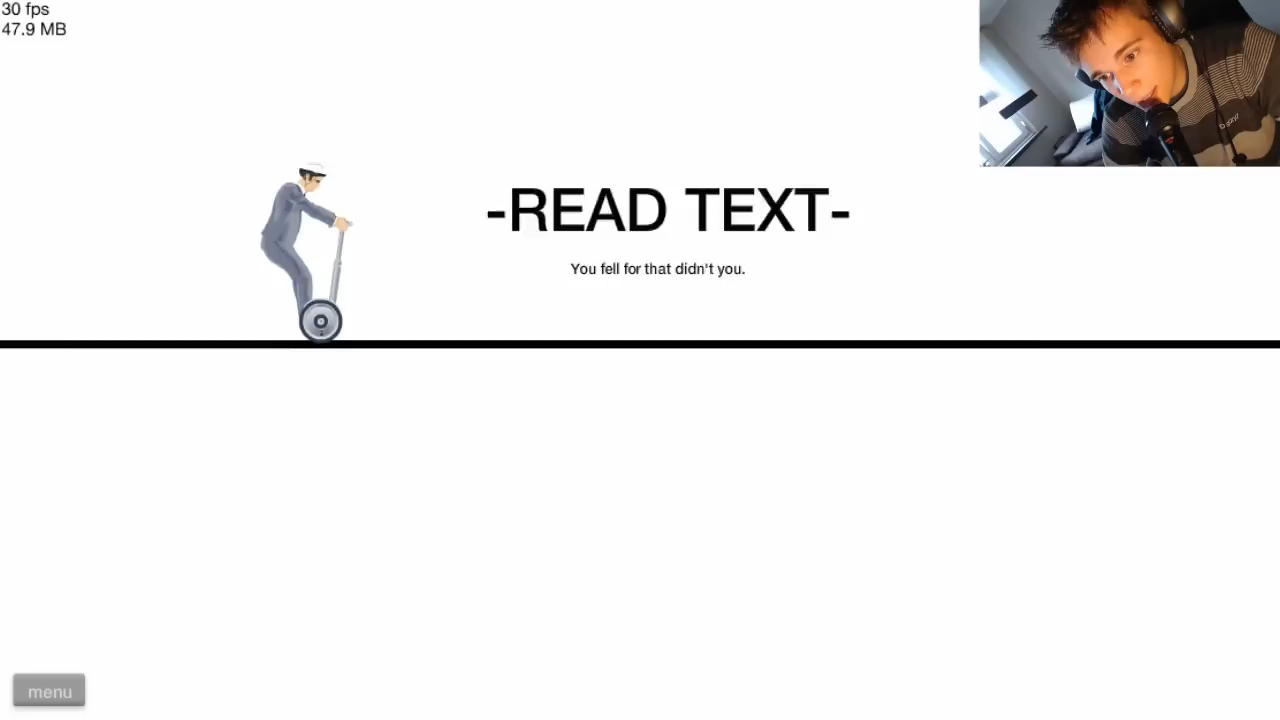 30 fps
47.9 MB
-READ TEXT-
You fell for that didn't you.
menu